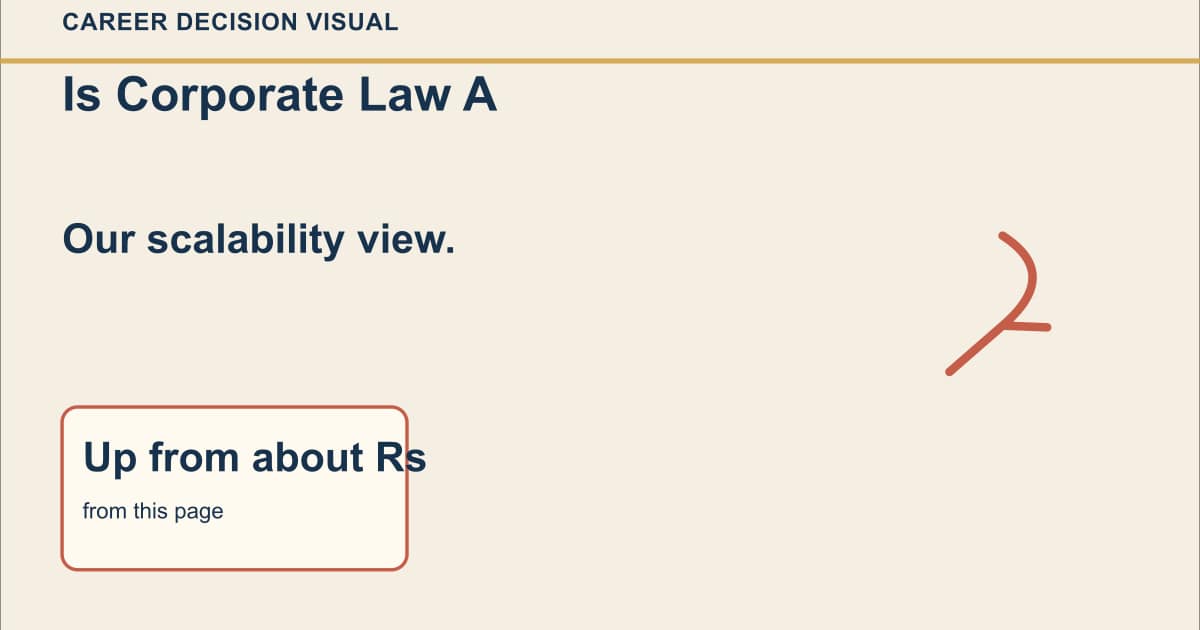 CAREER DECISION VISUAL
Is Corporate Law A
Our scalability view.
Up from about Rs
from this page